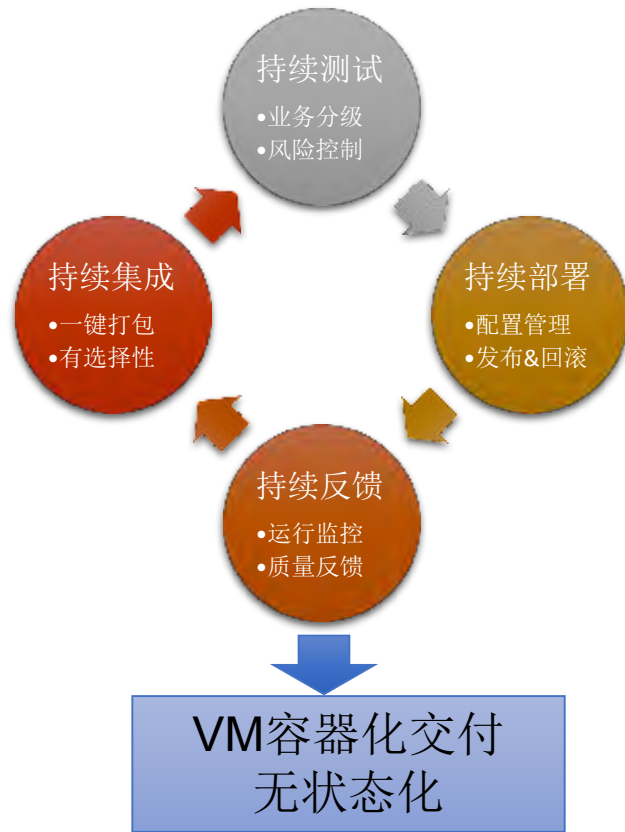 持续测试
•业务分级
•风险控制
持续集成
•一键打包
•有选择性
持续部署
•配置管理
•发布&回滚
持续反馈
•运行监控
•质量反馈
VM容器化交付
无状态化